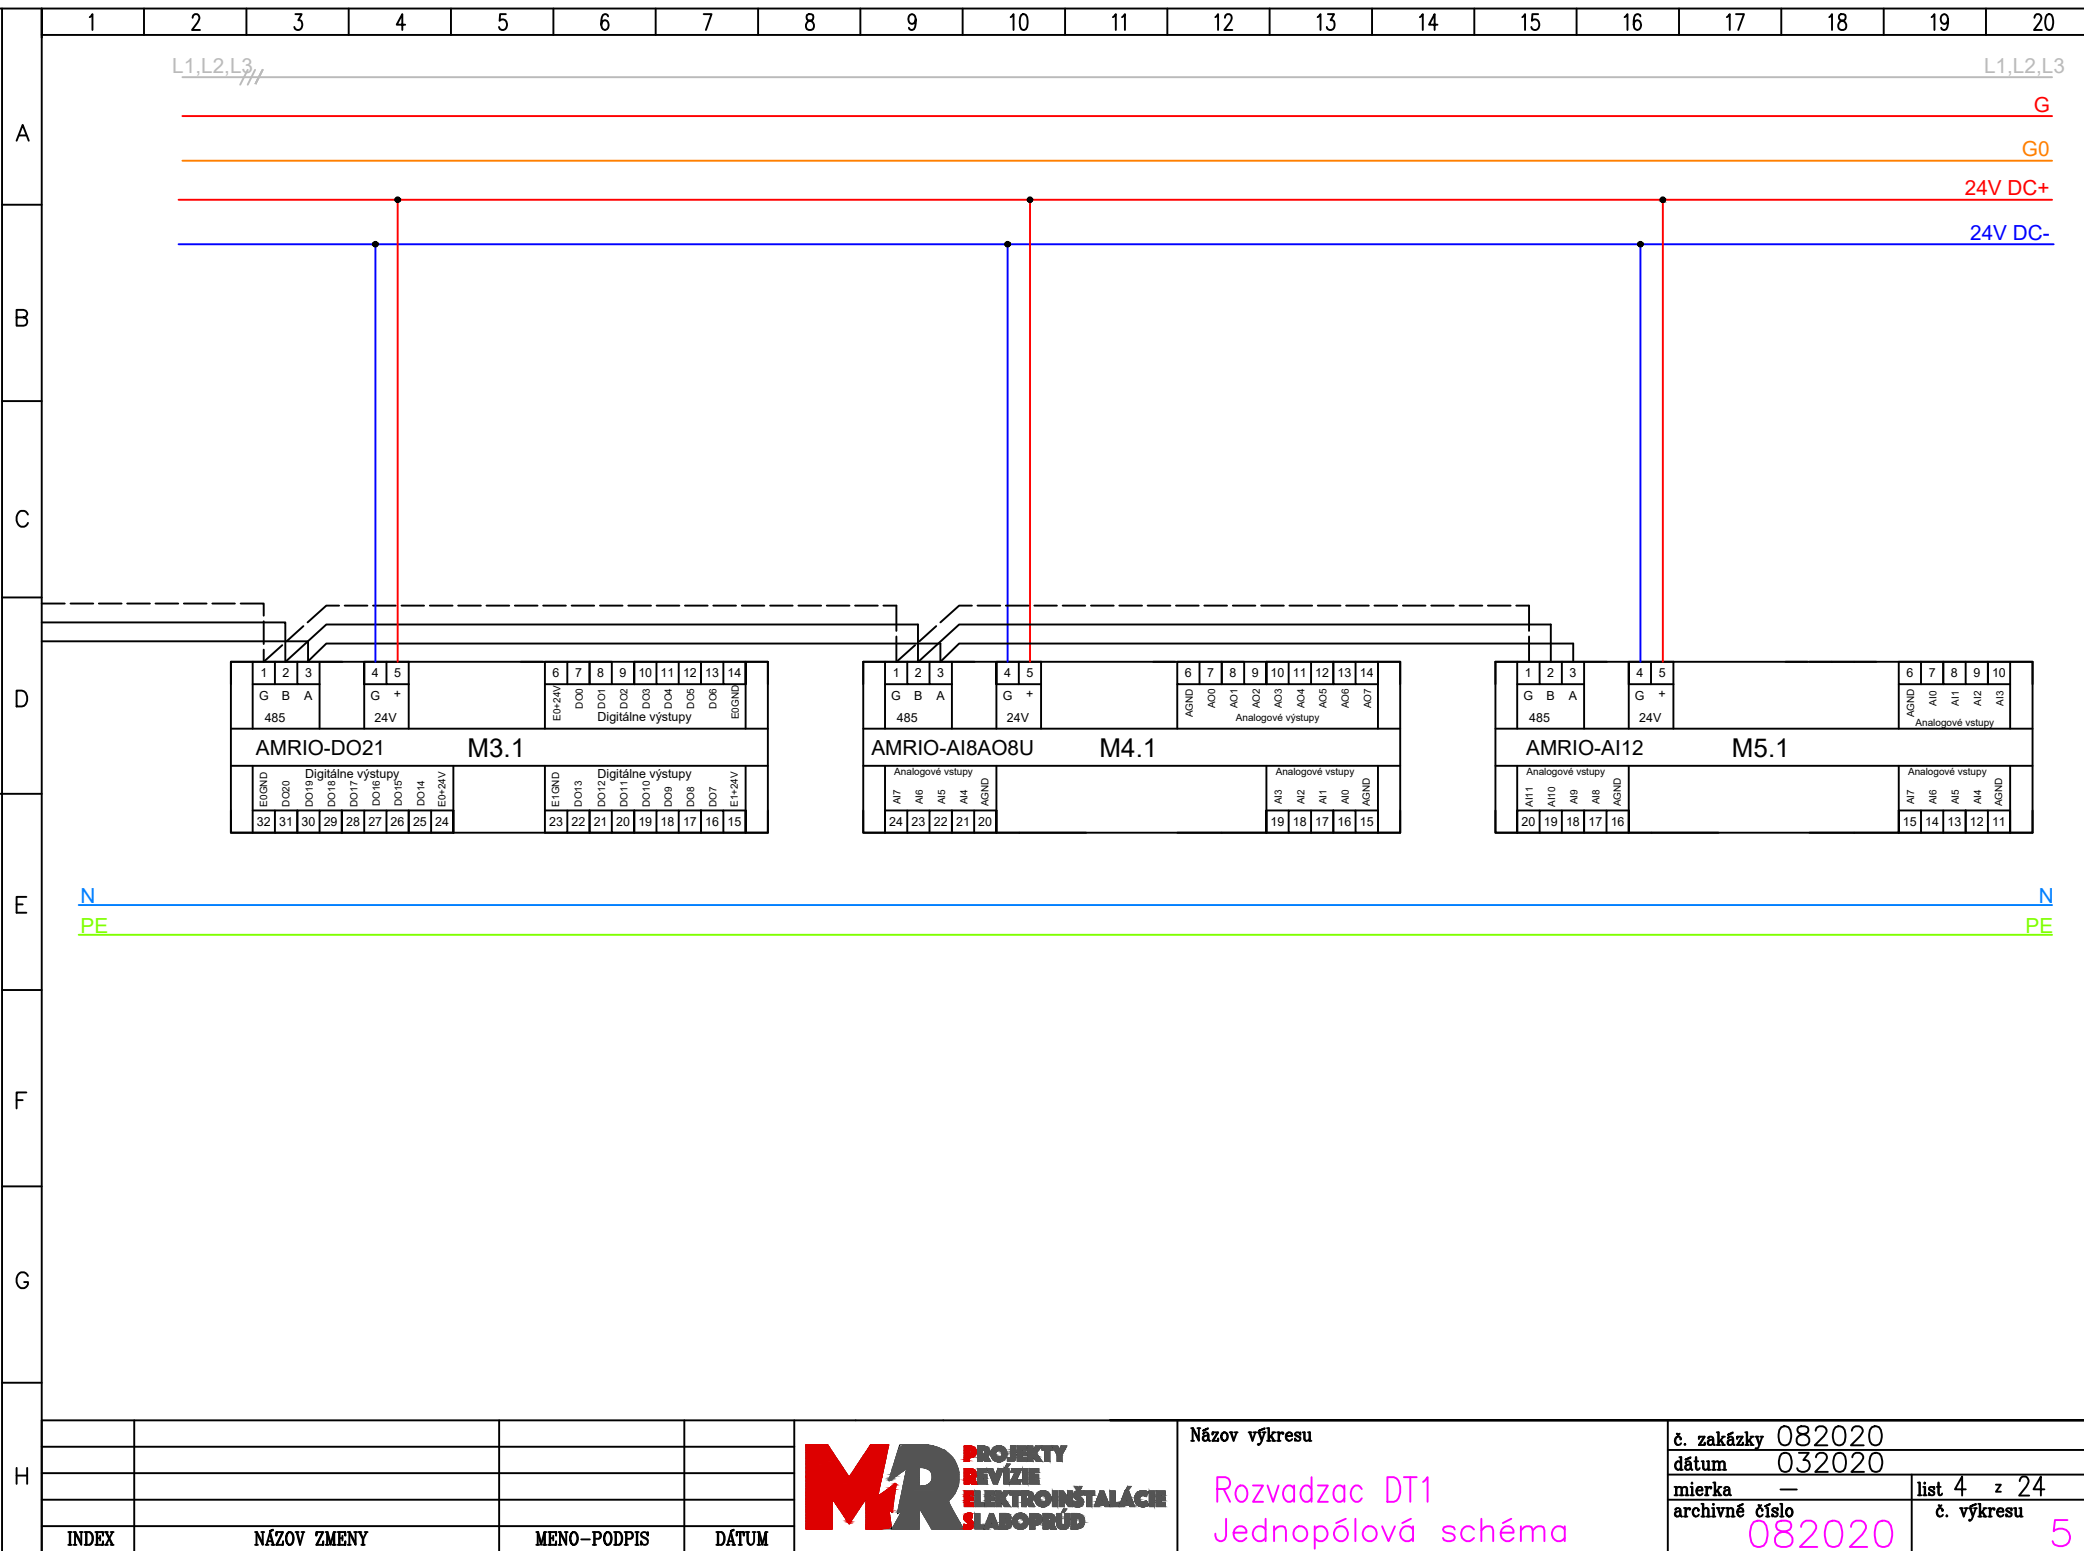 1 2 3 4 5 6 7 8 9 10 11 12 13 14 15 16 17 18 19 20
L1,L2,L3 L1,L2,L3
G
A
G0
24V DC+
24V DC-
B
C
D
1 2 3 4 5 6 7 8 9 10 11 12 13 14
G B A G + E0+24V DO0 DO1 DO2 DO3 DO4 DO5 DO6 E0GND
485 24V Digitálne výstupy
AMRIO-DO21 M3.1
Digitálne výstupy Digitálne výstupy
E0GND DO20 DO19 DO18 DO17 DO16 DO15 DO14 E0+24V E1GND DO13 DO12 DO11 DO10 DO9 DO8 DO7 E1+24V
32 31 30 29 28 27 26 25 24 23 22 21 20 19 18 17 16 15
1 2 3 4 5 6 7 8 9 10 11 12 13 14
G B A G + AGND AO0 AO1 AO2 AO3 AO4 AO5 AO6 AO7
485 24V Analogové výstupy
AMRIO-AI8AO8U M4.1
Analogové vstupy Analogové vstupy
AI7 AI6 AI5 AI4 AGND AI3 AI2 AI1 AI0 AGND
24 23 22 21 20 19 18 17 16 15
1 2 3 4 5 6 7 8 9 10
G B A G + AGND AI0 AI1 AI2 AI3
485 24V Analogové vstupy
AMRIO-AI12 M5.1
Analogové vstupy Analogové vstupy
AI11 AI10 AI9 AI8 AGND AI7 AI6 AI5 AI4 AGND
20 19 18 17 16 15 14 13 12 11
E
N N
PE PE
F
G
H
INDEX NÁZOV ZMENY MENO-PODPIS DÁTUM
MR
PROJEKTY
REVÍZIE
ELEKTROINŠTALÁCIE
SLABOPRÚD
Názov výkresu
Rozvadzac DT1
Jednopólová schéma
č. zakázky 082020
dátum 032020
mierka — list 4 z 24
archivné číslo č. výkresu
082020 5